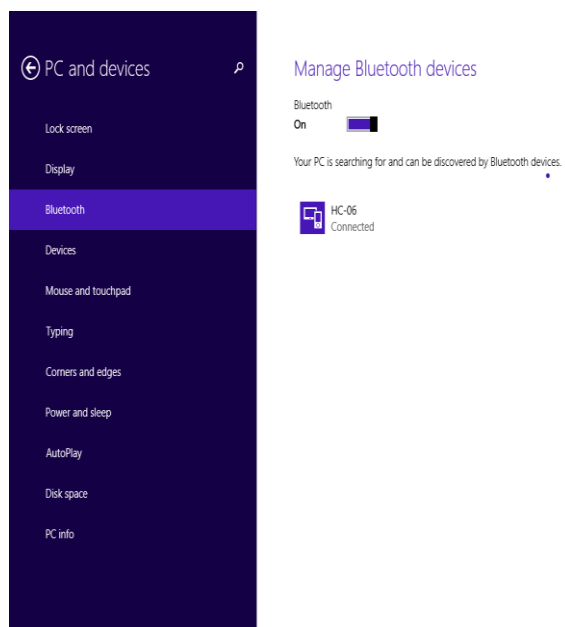 PC and devices
Lock screen
Display
Bluetooth
Devices
Mouse and touchpad
Typing
Corners and edges
Power and sleep
AutoPlay
Disk space
PC info
Manage Bluetooth devices
Bluetooth
On
Your PC is searching for and can be discovered by Bluetooth devices.
HC-06
Connected